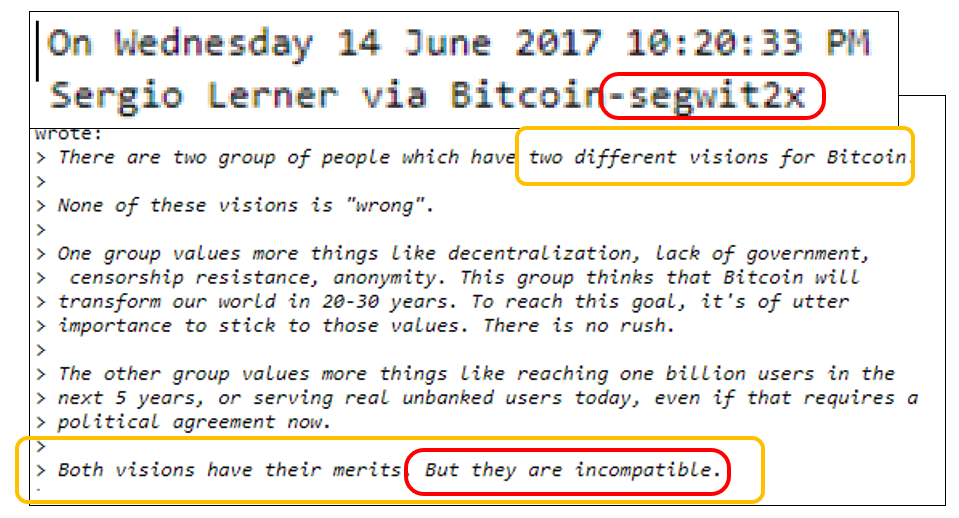 On Wednesday 14 June 2017 10:20:33 PM
Sergio Lerner via Bitcoin-segwit2x
wrote:
> There are two group of people which have two different visions for Bitcoin.
>
> None of these visions is "wrong".
>
> One group values more things like decentralization, lack of government,
>  censorship resistance, anonymity. This group thinks that Bitcoin will
> transform our world in 20-30 years. To reach this goal, it's of utter
> importance to stick to those values. There is no rush.
>
> The other group values more things like reaching one billion users in the
> next 5 years, or serving real unbanked users today, even if that requires a
> political agreement now.
>
> Both visions have their merits. But they are incompatible.